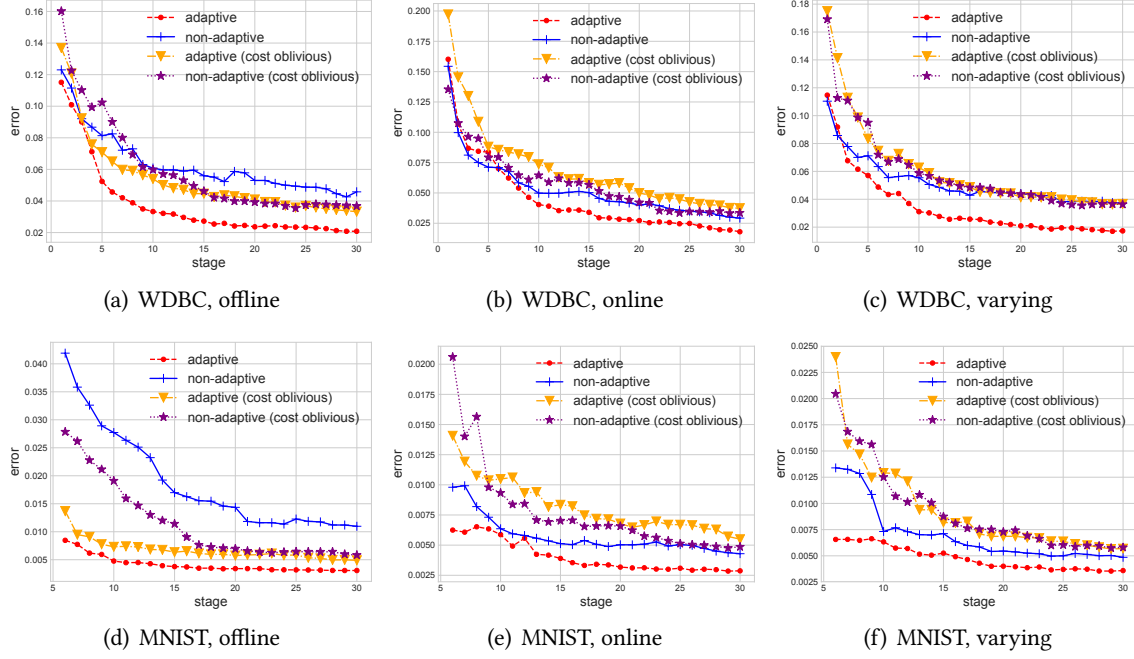 adaptive
non-adaptive
adaptive (cost oblivious)
non-adaptive (cost oblivious)
0.16
0.14
0.12
0.10
0.08
0.06
0.04
0.02
error
0 5 10 15 20 25 30
stage
(a) WDBC, offline
adaptive
non-adaptive
adaptive (cost oblivious)
non-adaptive (cost oblivious)
0.200
0.175
0.150
0.125
0.100
0.075
0.050
0.025
error
0 5 10 15 20 25 30
stage
(b) WDBC, online
adaptive
non-adaptive
adaptive (cost oblivious)
non-adaptive (cost oblivious)
0.18
0.16
0.14
0.12
0.10
0.08
0.06
0.04
0.02
error
0 5 10 15 20 25 30
stage
(c) WDBC, varying
adaptive
non-adaptive
adaptive (cost oblivious)
non-adaptive (cost oblivious)
0.040
0.035
0.030
0.025
0.020
0.015
0.010
0.005
error
5 10 15 20 25 30
stage
(d) MNIST, offline
adaptive
non-adaptive
adaptive (cost oblivious)
non-adaptive (cost oblivious)
0.0200
0.0175
0.0150
0.0125
0.0100
0.0075
0.0050
0.0025
error
5 10 15 20 25 30
stage
(e) MNIST, online
adaptive
non-adaptive
adaptive (cost oblivious)
non-adaptive (cost oblivious)
0.0250
0.0225
0.0200
0.0175
0.0150
0.0125
0.0100
0.0075
0.0050
0.0025
error
5 10 15 20 25 30
stage
(f) MNIST, varying